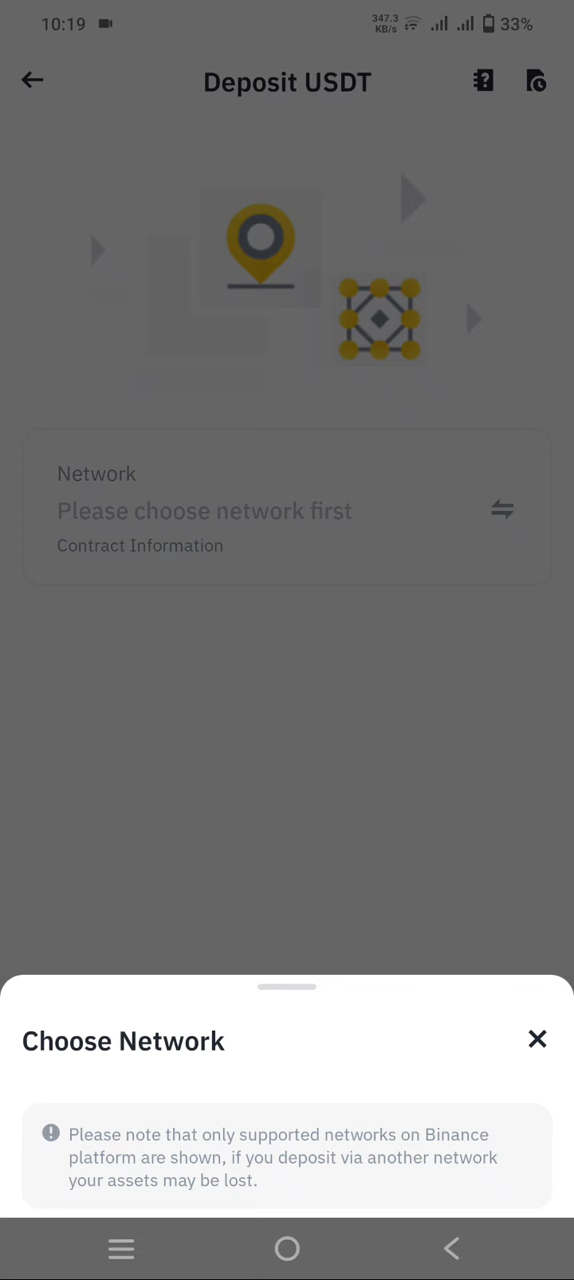 10:19
347.3
KB/s
33%
Deposit USDT
Network
Please choose network first
Contract Information
Choose Network
Please note that only supported networks on Binance
platform are shown, if you deposit via another network
your assets may be lost.